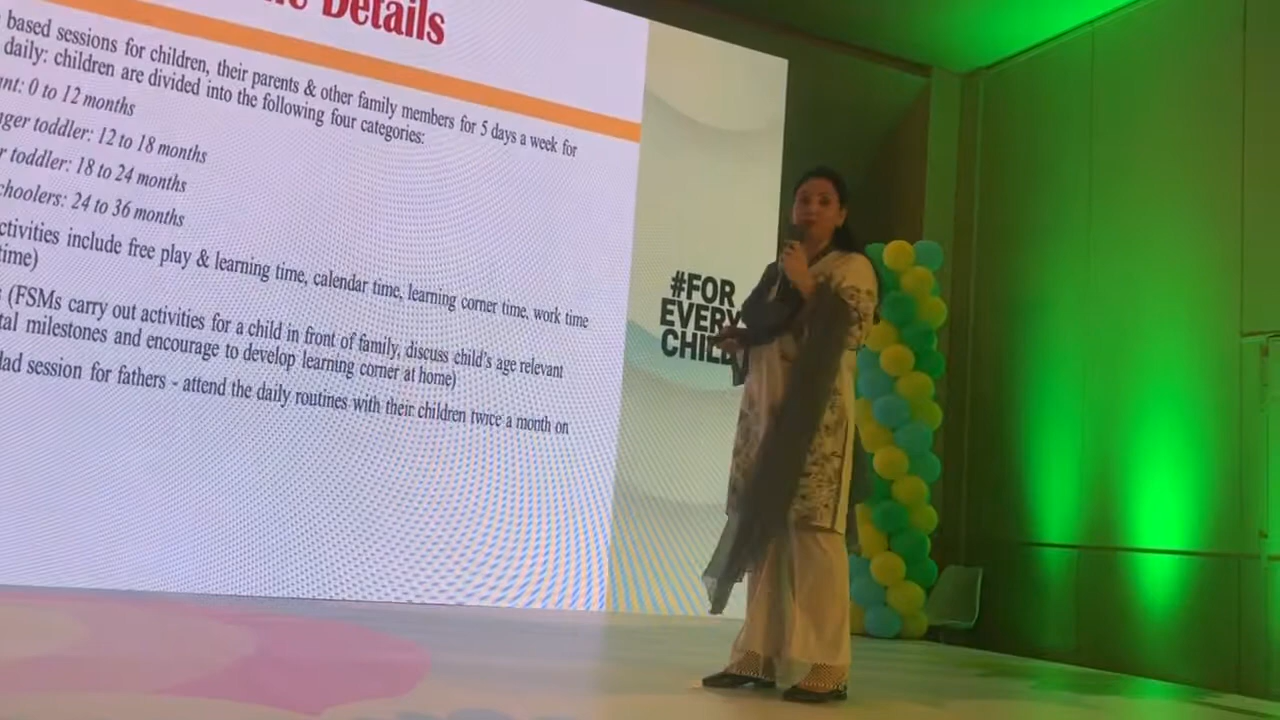 Details
based sessions for children, their parents & other family members for 5 days a week for
daily: children are divided into the following four categories:
nt: 0 to 12 months
ger toddler: 12 to 18 months
r toddler: 18 to 24 months
choolers: 24 to 36 months
ctivities include free play & learning time, calendar time, learning corner time, work time
time)
(FSMs carry out activities for a child in front of family, discuss child's age relevant
tal milestones and encourage to develop learning corner at home)
lad session for fathers - attend the daily routines with their children twice a month on
#FOR
EVERY
CHILD